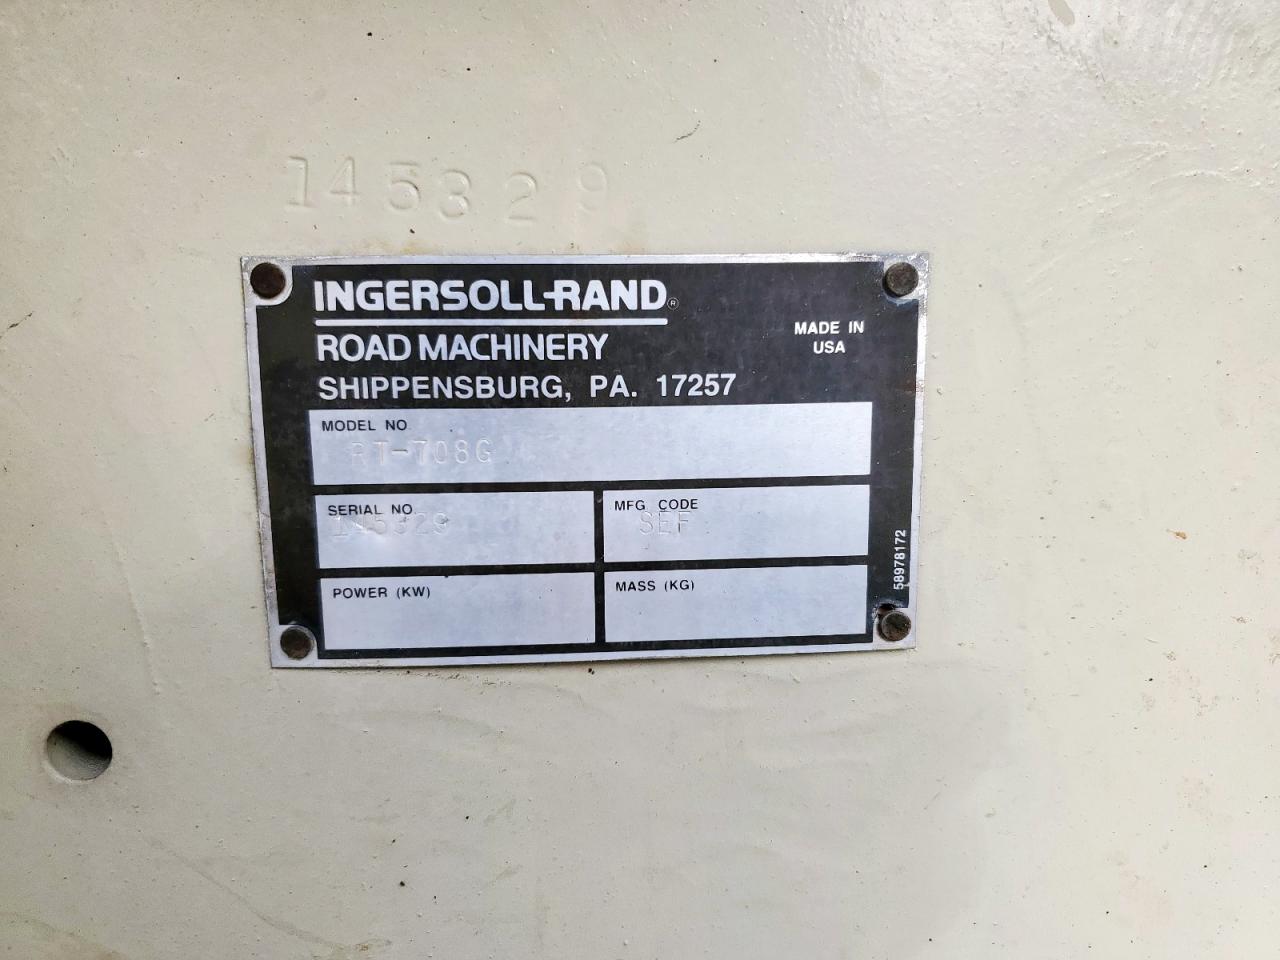 145329
INGERSOLL-RAND®
ROAD MACHINERY
MADE IN
USA
SHIPPENSBURG, PA. 17257
MODEL NO
RT-708G
SERIAL NO
145329
MFG CODE
SEF
POWER (KW)
MASS (KG)
58978172